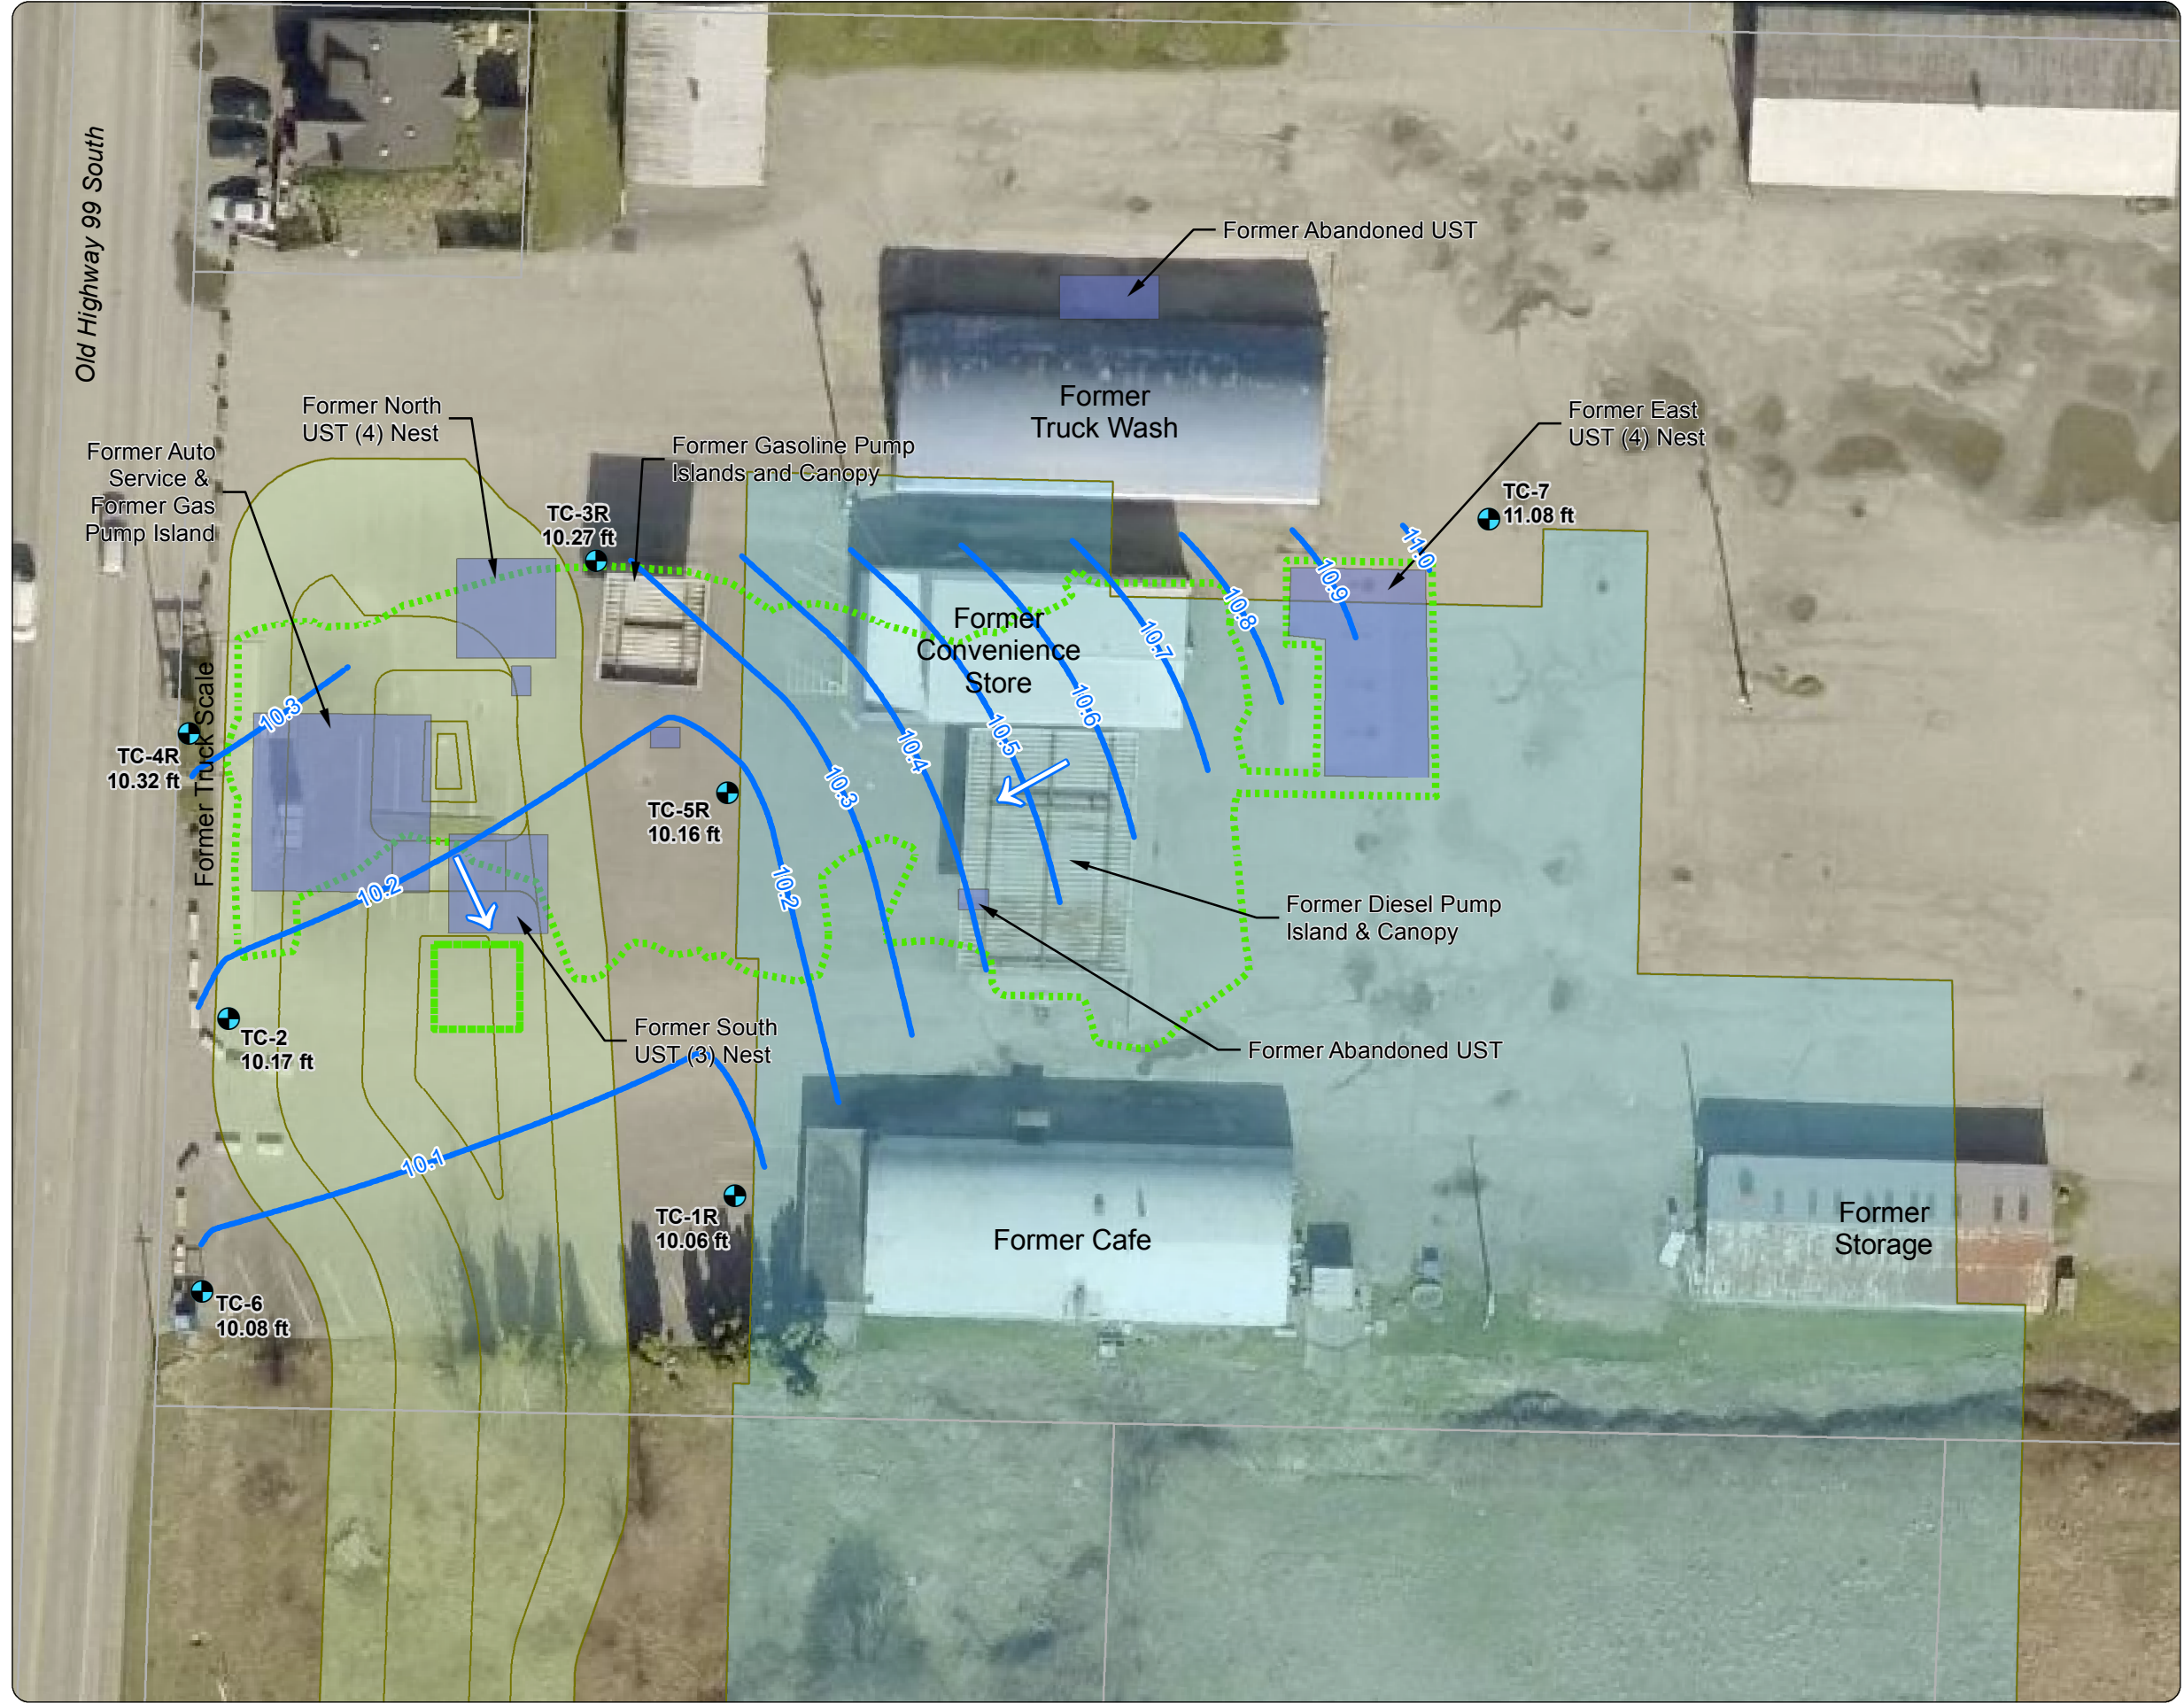 Old Highway 99 South
Former Abandoned UST
Former
Truck Wash
Former North
UST (4) Nest
Former Auto
Service &
Former Gas
Pump Island
Former Gasoline Pump
Islands and Canopy
Former East
UST (4) Nest
TC-3R
10.27 ft
TC-7
11.08 ft
11.0
10.9
10.8
10.7
10.6
10.5
10.4
10.3
10.2
Former
Convenience
Store
Former Truck Scale
10.3
TC-4R
10.32 ft
TC-5R
10.16 ft
10.2
Former Diesel Pump
Island & Canopy
TC-2
10.17 ft
Former South
UST (3) Nest
Former Abandoned UST
10.1
TC-1R
10.06 ft
Former Cafe
Former
Storage
TC-6
10.08 ft